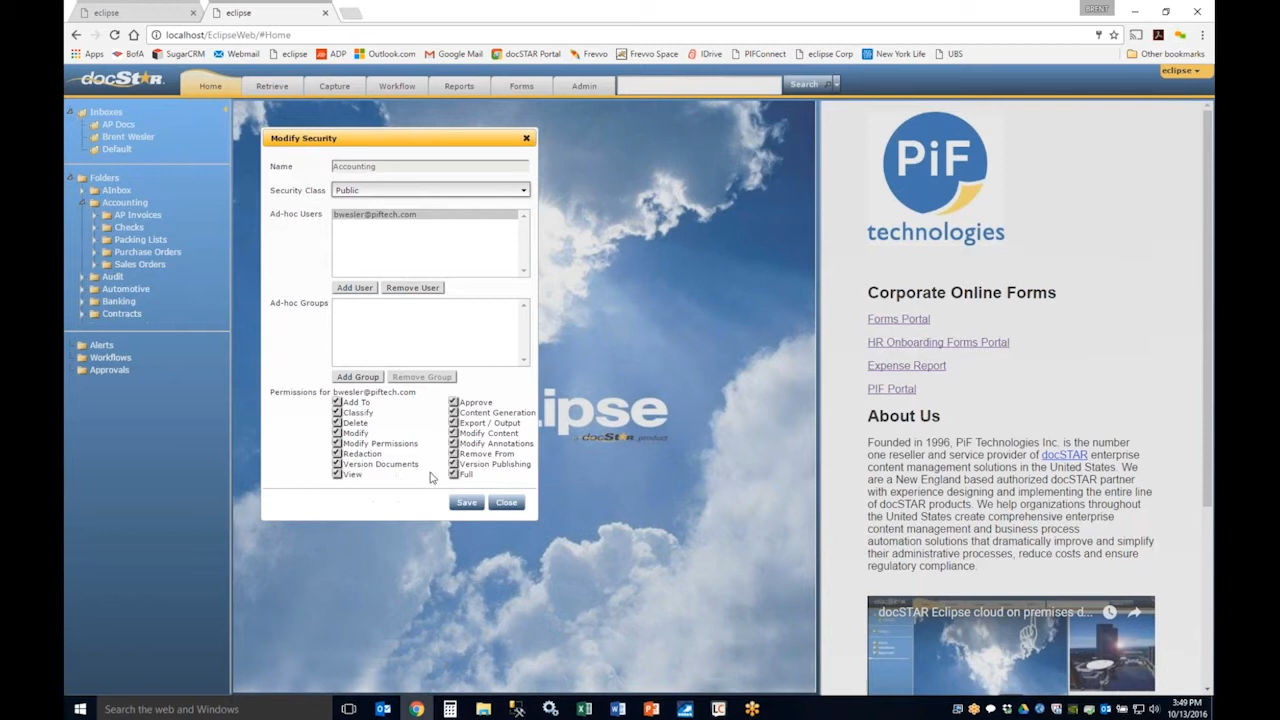 eclipse
eclipse
BRENT
localhost/EclipseWeb/#Home
Apps
BofA
SugarCRM
Webmail
eclipse
ADP
Outlook.com
Google Mail
docSTAR Portal
Frevvo
Frevvo Space
IDrive
PIFConnect
eclipse Corp
New York Life
UBS
Other bookmarks
docSTAR
Home
Retrieve
Capture
Workflow
Reports
Forms
Admin
Search
eclipse
Inboxes
AP Docs
Brent Wesler
Default
Folders
AInbox
Accounting
AP Invoices
Checks
Packing Lists
Purchase Orders
Sales Orders
Audit
Automotive
Banking
Contracts
Alerts
Workflows
Approvals
Modify Security
Name Accounting
Security Class Public
Ad-hoc Users bwesler@piftech.com
Add User Remove User
Ad-hoc Groups
Add Group Remove Group
Permissions for bwesler@piftech.com
Add To Approve
Classify Content Generation
Delete Export / Output
Modify Modify Content
Modify Permissions Modify Annotations
Redaction Remove From
Version Documents Version Publishing
View Full
Save Close
lipse
a docSTAR product
PiF
technologies
Corporate Online Forms
Forms Portal
HR Onboarding Forms Portal
Expense Report
PIF Portal
About Us
Founded in 1996, PiF Technologies Inc. is the number
one reseller and service provider of docSTAR enterprise
content management solutions in the United States. We
are a New England based authorized docSTAR partner
with experience designing and implementing the entire line
of docSTAR products. We help organizations throughout
the United States create comprehensive enterprise
content management and business process
automation solutions that dramatically improve and simplify
their administrative processes, reduce costs and ensure
regulatory compliance.
docSTAR Eclipse cloud on premises d...
Search the web and Windows
3:49 PM
10/13/2016